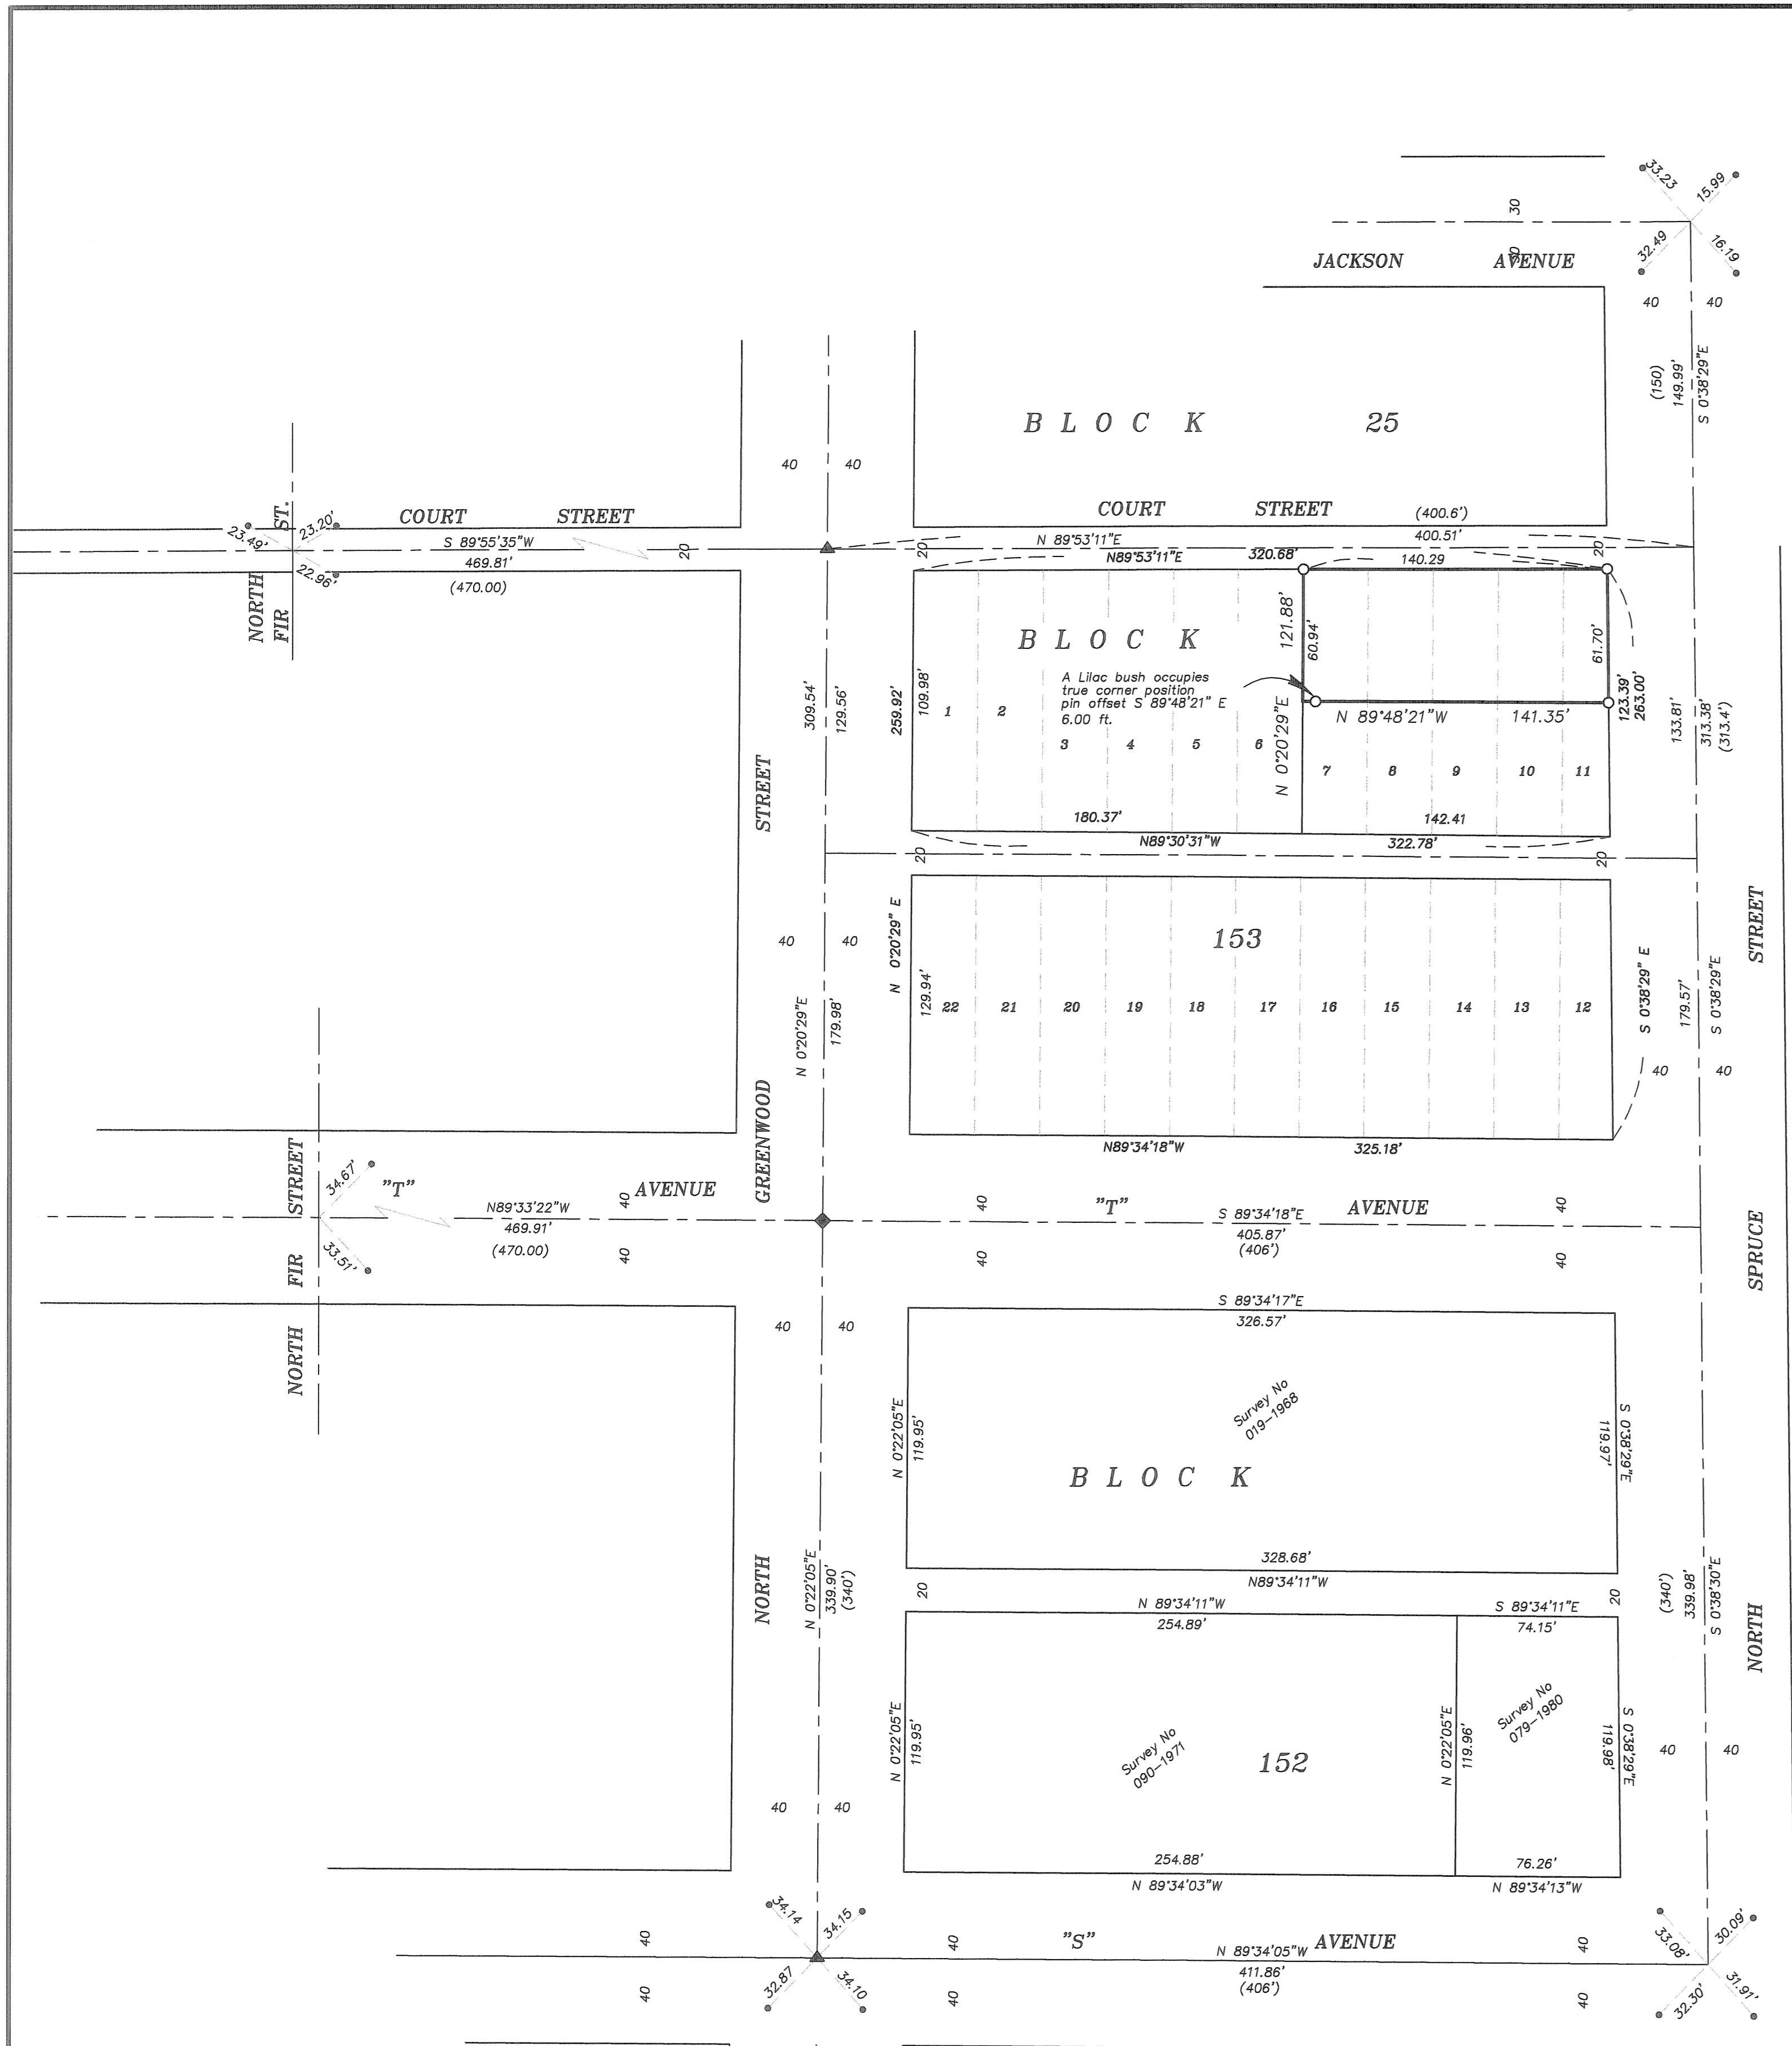 33.23
15.99
30
32.49
16.19
JACKSON AVENUE
30
40 40
(150)
149.99'
S 0°38'29"E
BLOCK 25
40 40
NORTH FIR ST.
23.20'
23.49'
22.96'
COURT STREET
S 89°55'35"W
469.81'
(470.00)
20
COURT STREET
(400.6')
N 89°53'11"E
400.51'
20
20
N89°53'11"E
320.68'
140.29
BLOCK
121.88'
60.94'
61.70'
A Lilac bush occupies
true corner position
pin offset S 89°48'21" E
6.00 ft.
N 89°48'21"W 141.35'
N 0°20'29"E
123.39'
263.00'
133.81'
313.38'
(313.4')
309.54'
129.56'
259.92'
109.98'
1 2 3 4 5 6 7 8 9 10 11
180.37'
142.41
N89°30'31"W
322.78'
20
20
STREET
153
40 40
N 0°20'29" E
129.94'
N 0°20'29"E
179.98'
22 21 20 19 18 17 16 15 14 13 12
S 0°38'29" E
179.57'
S 0°38'29"E
STREET
40 40
N89°34'18"W
325.18'
GREENWOOD
NORTH FIR STREET
34.67'
33.51'
"T" AVENUE
N89°33'22"W
469.91'
(470.00)
40
40
40
"T" AVENUE
40
S 89°34'18"E
405.87'
(406')
40
40
SPRUCE
40 40
S 89°34'17"E
326.57'
N 0°22'05"E
119.95'
Survey No
019-1968
S 0°38'29"E
119.97'
BLOCK
328.68'
N89°34'11"W
20
20
NORTH
N 0°22'05"E
339.90'
(340')
(340')
339.98'
S 0°38'30"E
NORTH
N 89°34'11"W
254.89'
S 89°34'11"E
74.15'
N 0°22'05"E
119.95'
Survey No
090-1971
152
N 0°22'05"E
119.96'
Survey No
079-1980
S 0°38'29"E
119.98'
40 40
40 40
254.88'
N 89°34'03"W
76.26'
N 89°34'13"W
34.14
34.15
32.87
34.10
40
40
40
40
"S" AVENUE
N 89°34'05"W
411.86'
(406')
40
40
33.08'
30.09'
32.30'
31.91'